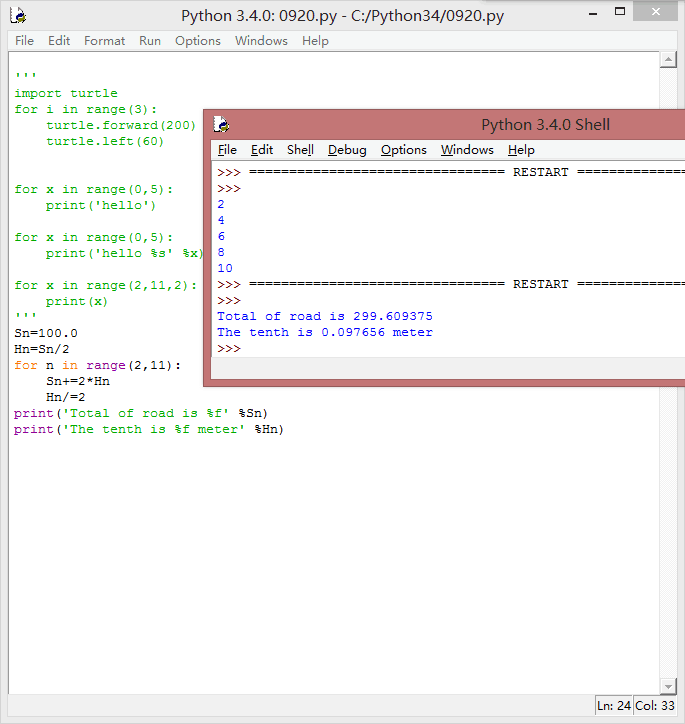 Python 3.4.0: 0920.py - C:/Python34/0920.py
File Edit Format Run Options Windows Help
'''
import turtle
for i in range(3):
    turtle.forward(200)
    turtle.left(60)
for x in range(0,5):
    print('hello')
for x in range(0,5):
    print('hello %s' %x)
for x in range(2,11,2):
    print(x)
'''
Sn=100.0
Hn=Sn/2
for n in range(2,11):
    Sn+=2*Hn
    Hn/=2
print('Total of road is %f' %Sn)
print('The tenth is %f meter' %Hn)
Python 3.4.0 Shell
File Edit Shell Debug Options Windows Help
>>> ================================ RESTART ==============
>>>
2
4
6
8
10
>>> ================================ RESTART ==============
>>>
Total of road is 299.609375
The tenth is 0.097656 meter
>>>
Ln: 24 Col: 33